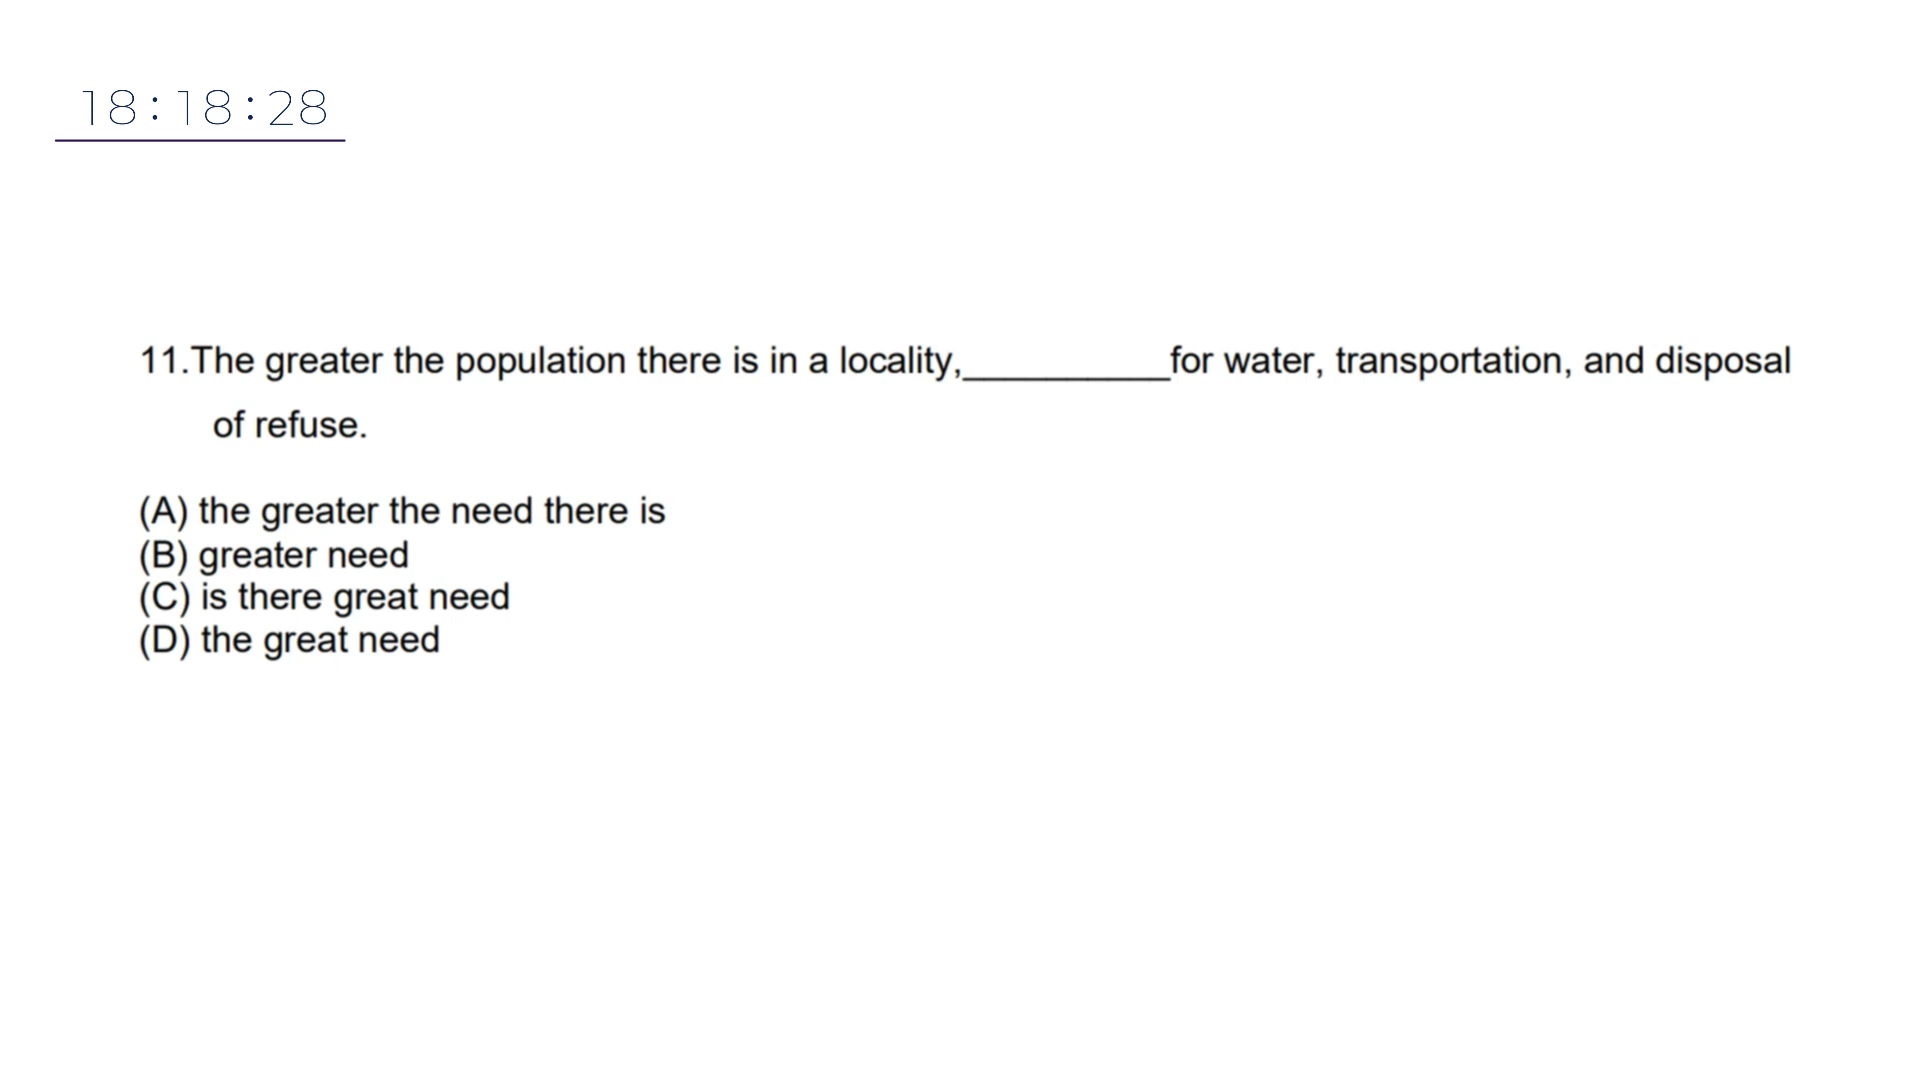 18:18:28
11.The greater the population there is in a locality,__________for water, transportation, and disposal
of refuse.
(A) the greater the need there is
(B) greater need
(C) is there great need
(D) the great need